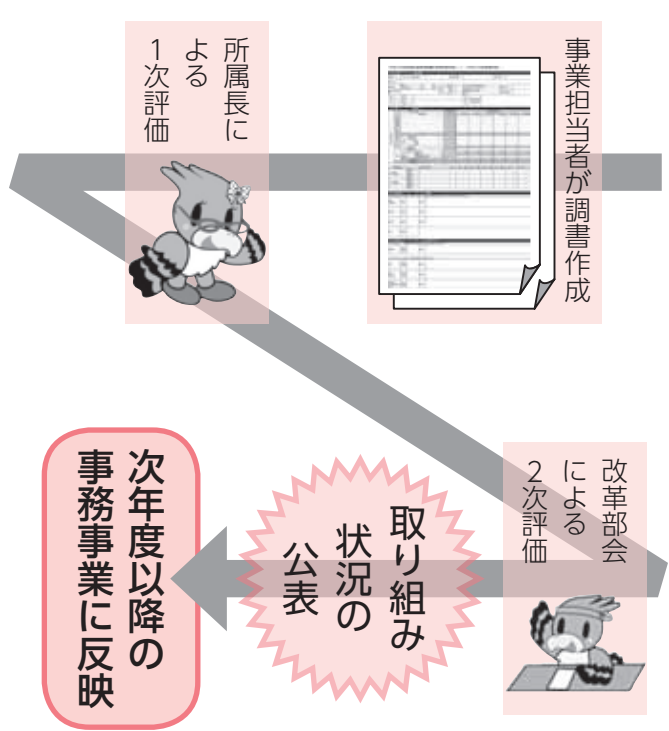 事業担当者が調書作成
所属長に
よる
1次評価
改革部会
による
2次評価
取り組み
状況の
公表
次年度以降の
事務事業に反映